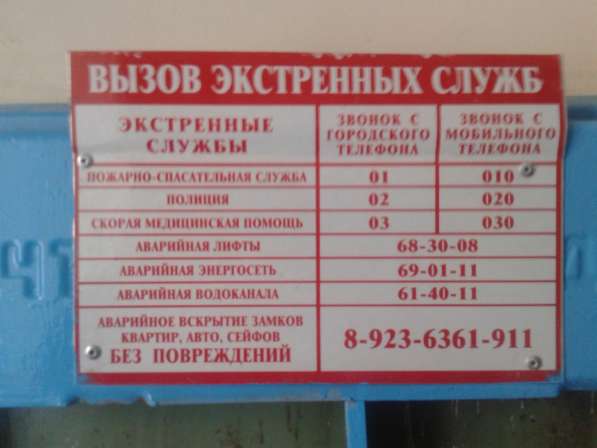 ВЫЗОВ ЭКСТРЕННЫХ СЛУЖБ
ЭКСТРЕННЫЕ
СЛУЖБЫ
ЗВОНОК С
ГОРОДСКОГО
ТЕЛЕФОНА
ЗВОНОК С
МОБИЛЬНОГО
ТЕЛЕФОНА
ПОЖАРНО-СПАСАТЕЛЬНАЯ СЛУЖБА 01 010
ПОЛИЦИЯ 02 020
СКОРАЯ МЕДИЦИНСКАЯ ПОМОЩЬ 03 030
АВАРИЙНАЯ ЛИФТЫ 68-30-08
АВАРИЙНАЯ ЭНЕРГОСЕТЬ 69-01-11
АВАРИЙНАЯ ВОДОКАНАЛА 61-40-11
АВАРИЙНОЕ ВСКРЫТИЕ ЗАМКОВ
КВАРТИР, АВТО, СЕЙФОВ
БЕЗ ПОВРЕЖДЕНИЙ
8-923-6361-911